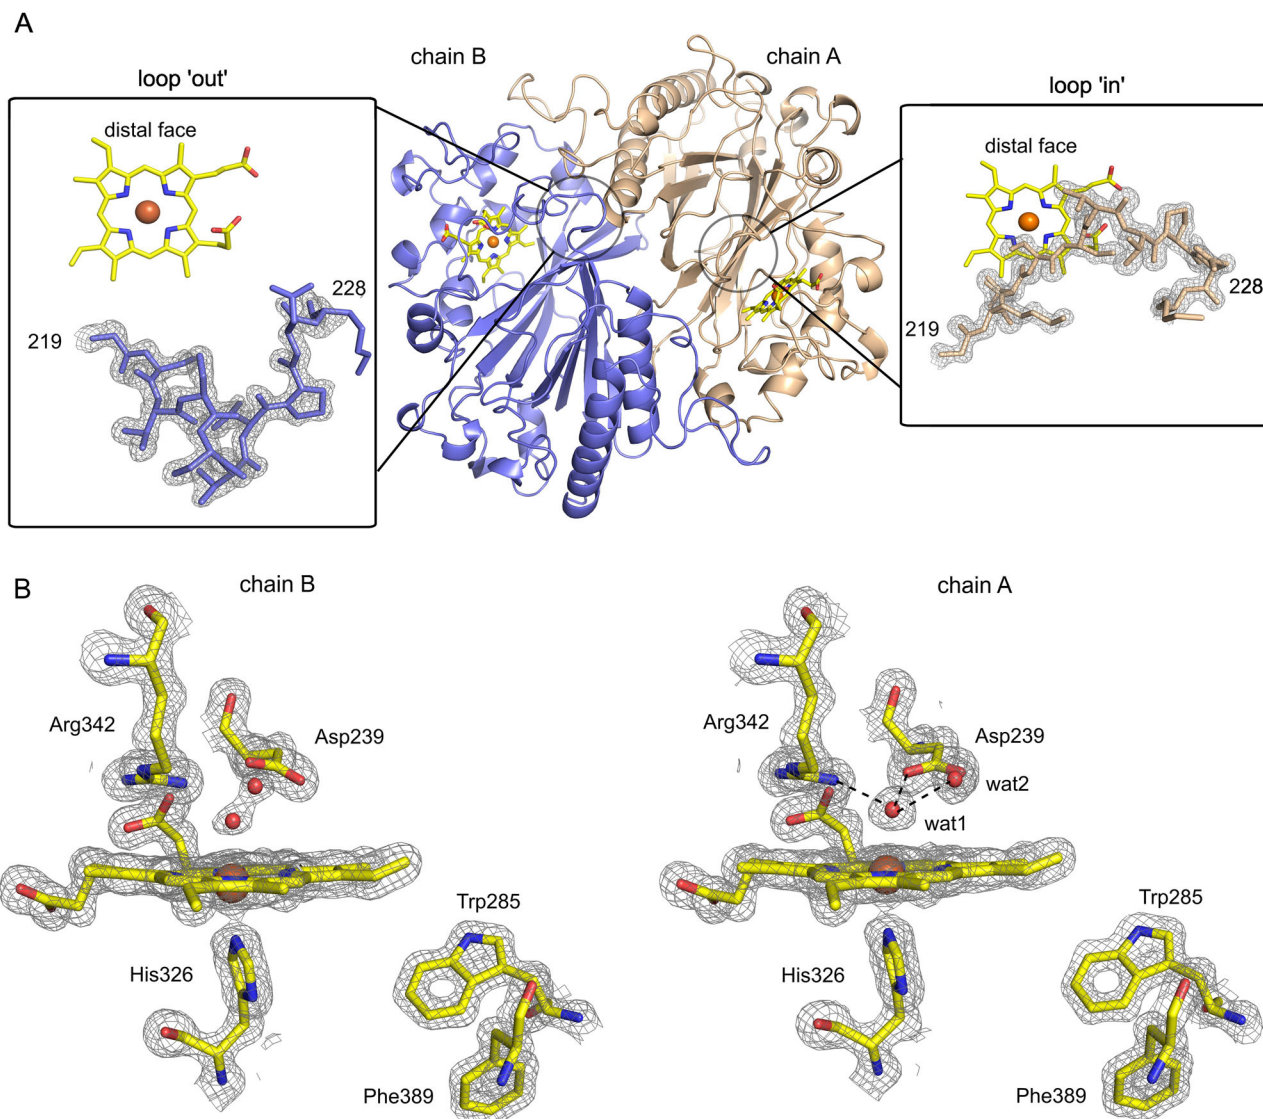 A
chain B
chain A
loop 'out'
loop 'in'
distal face
distal face
228
219
228
219
B
chain B
chain A
Arg342
Asp239
Arg342
Asp239
wat2
wat1
Trp285
Trp285
His326
His326
Phe389
Phe389